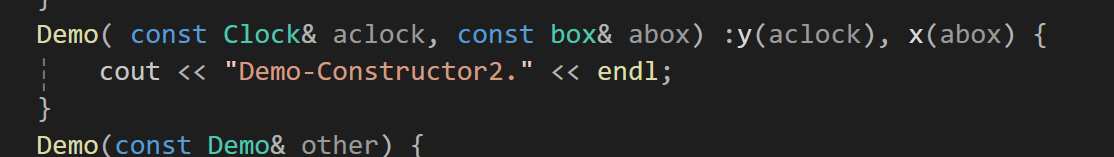 }
Demo( const Clock& aclock, const box& abox) :y(aclock), x(abox) {
cout << "Demo-Constructor2." << endl;
}
Demo(const Demo& other) {